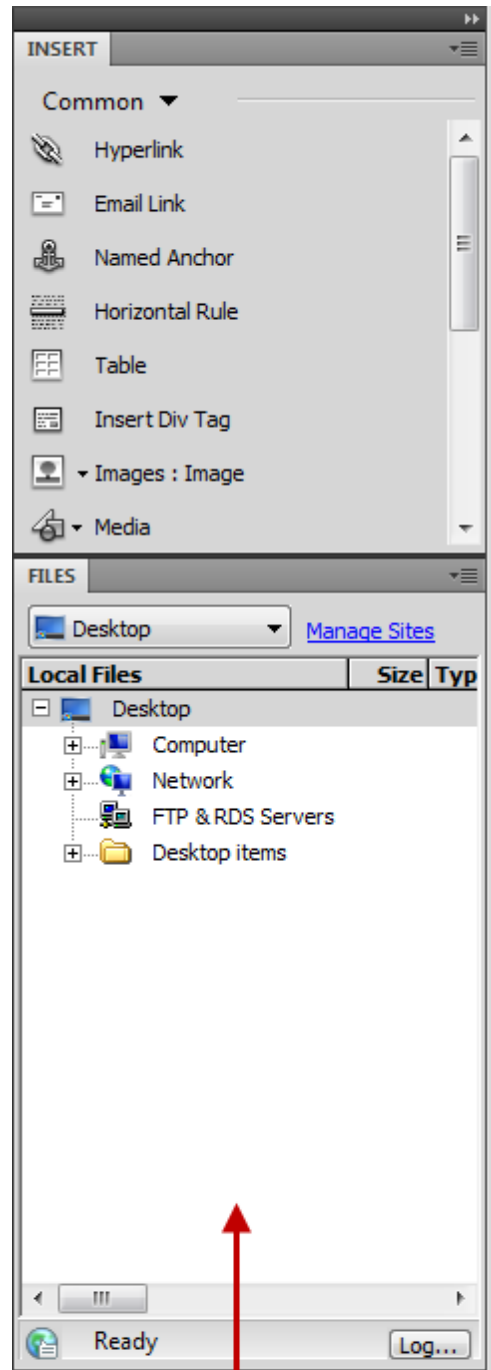 INSERT
Common
Hyperlink
Email Link
Named Anchor
Horizontal Rule
Table
Insert Div Tag
Images : Image
Media
FILES
Desktop Manage Sites
Local Files Size Typ
Desktop
Computer
Network
FTP & RDS Servers
Desktop items
Ready Log...